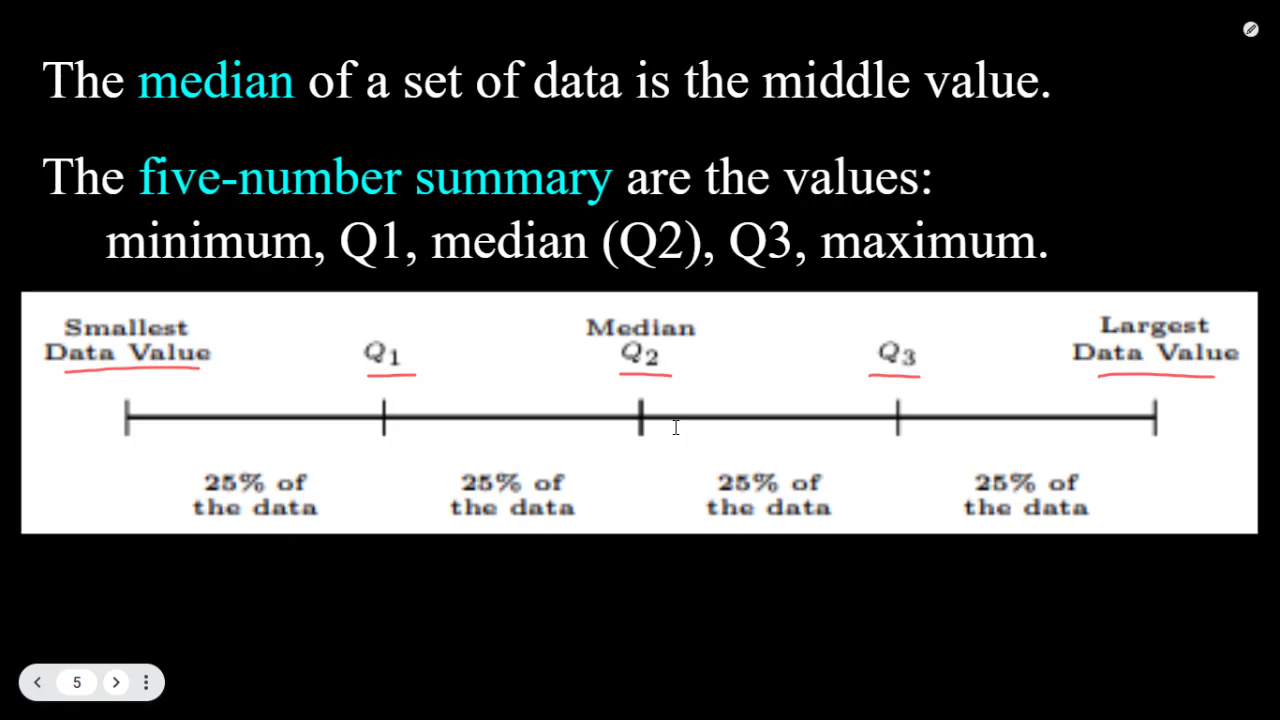 The median of a set of data is the middle value.
The five-number summary are the values:
minimum, Q1, median (Q2), Q3, maximum.
Smallest
Data Value
Q1
Median
Q2
Q3
Largest
Data Value
25% of
the data
25% of
the data
25% of
the data
25% of
the data
5